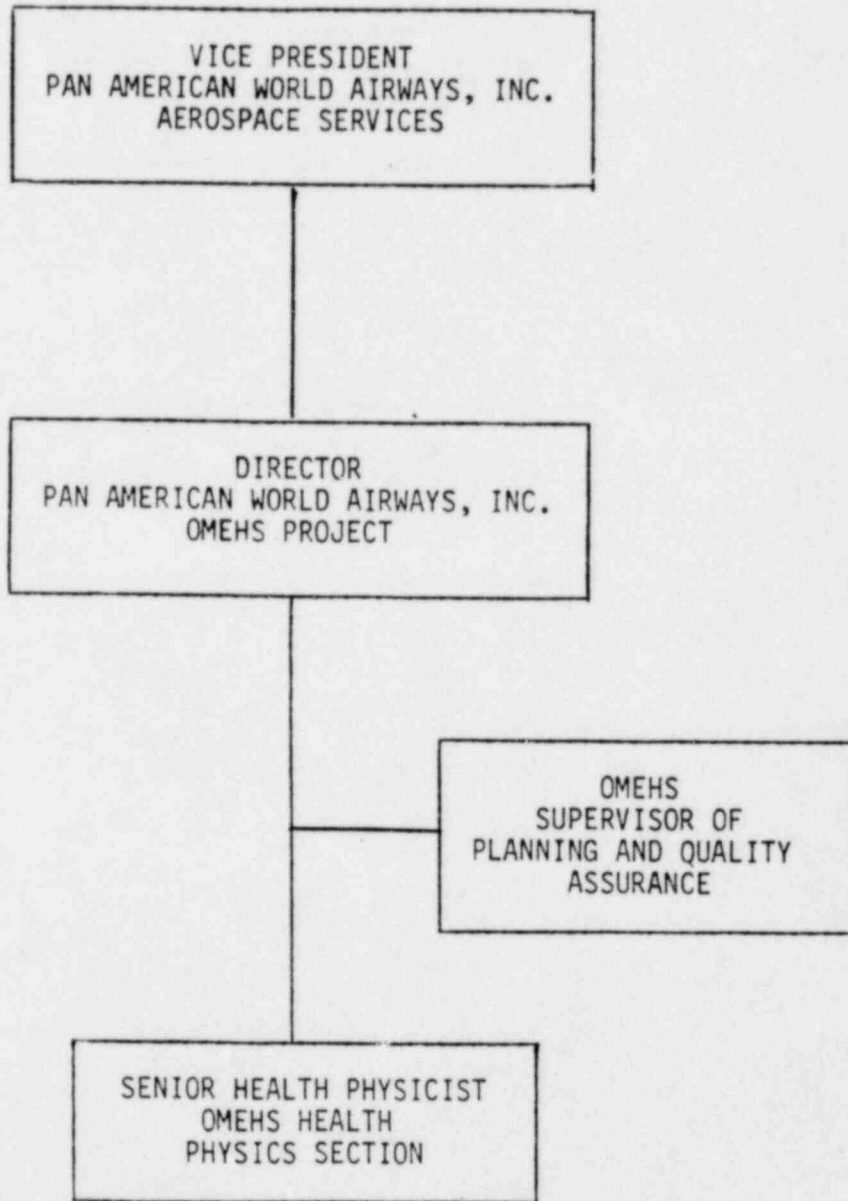 VICE PRESIDENT
PAN AMERICAN WORLD AIRWAYS, INC.
AEROSPACE SERVICES
DIRECTOR
PAN AMERICAN WORLD AIRWAYS, INC.
OMEHS PROJECT
OMEHS
SUPERVISOR OF
PLANNING AND QUALITY
ASSURANCE
SENIOR HEALTH PHYSICIST
OMEHS HEALTH
PHYSICS SECTION